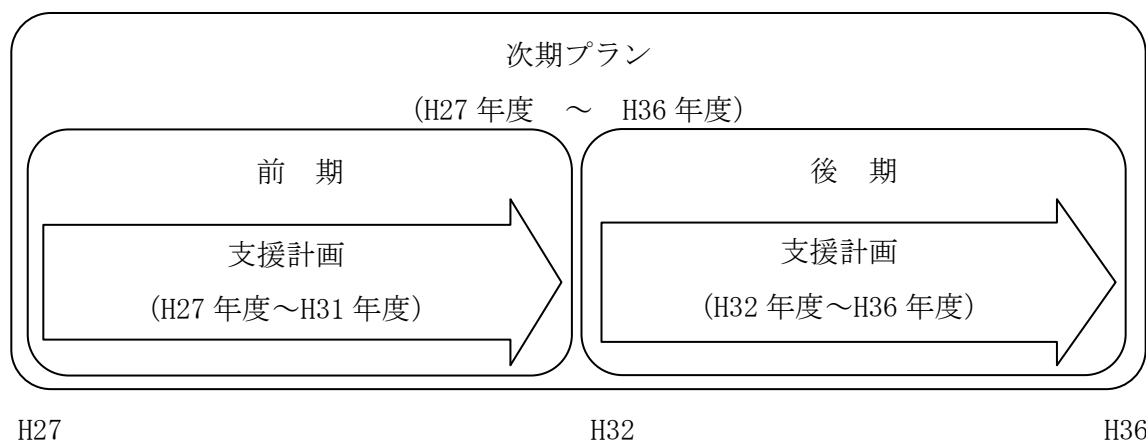 次期プラン
(H27 年度　～　H36 年度)
前　期
支援計画
(H27 年度～H31 年度)
後　期
支援計画
(H32 年度～H36 年度)
H27
H32
H36